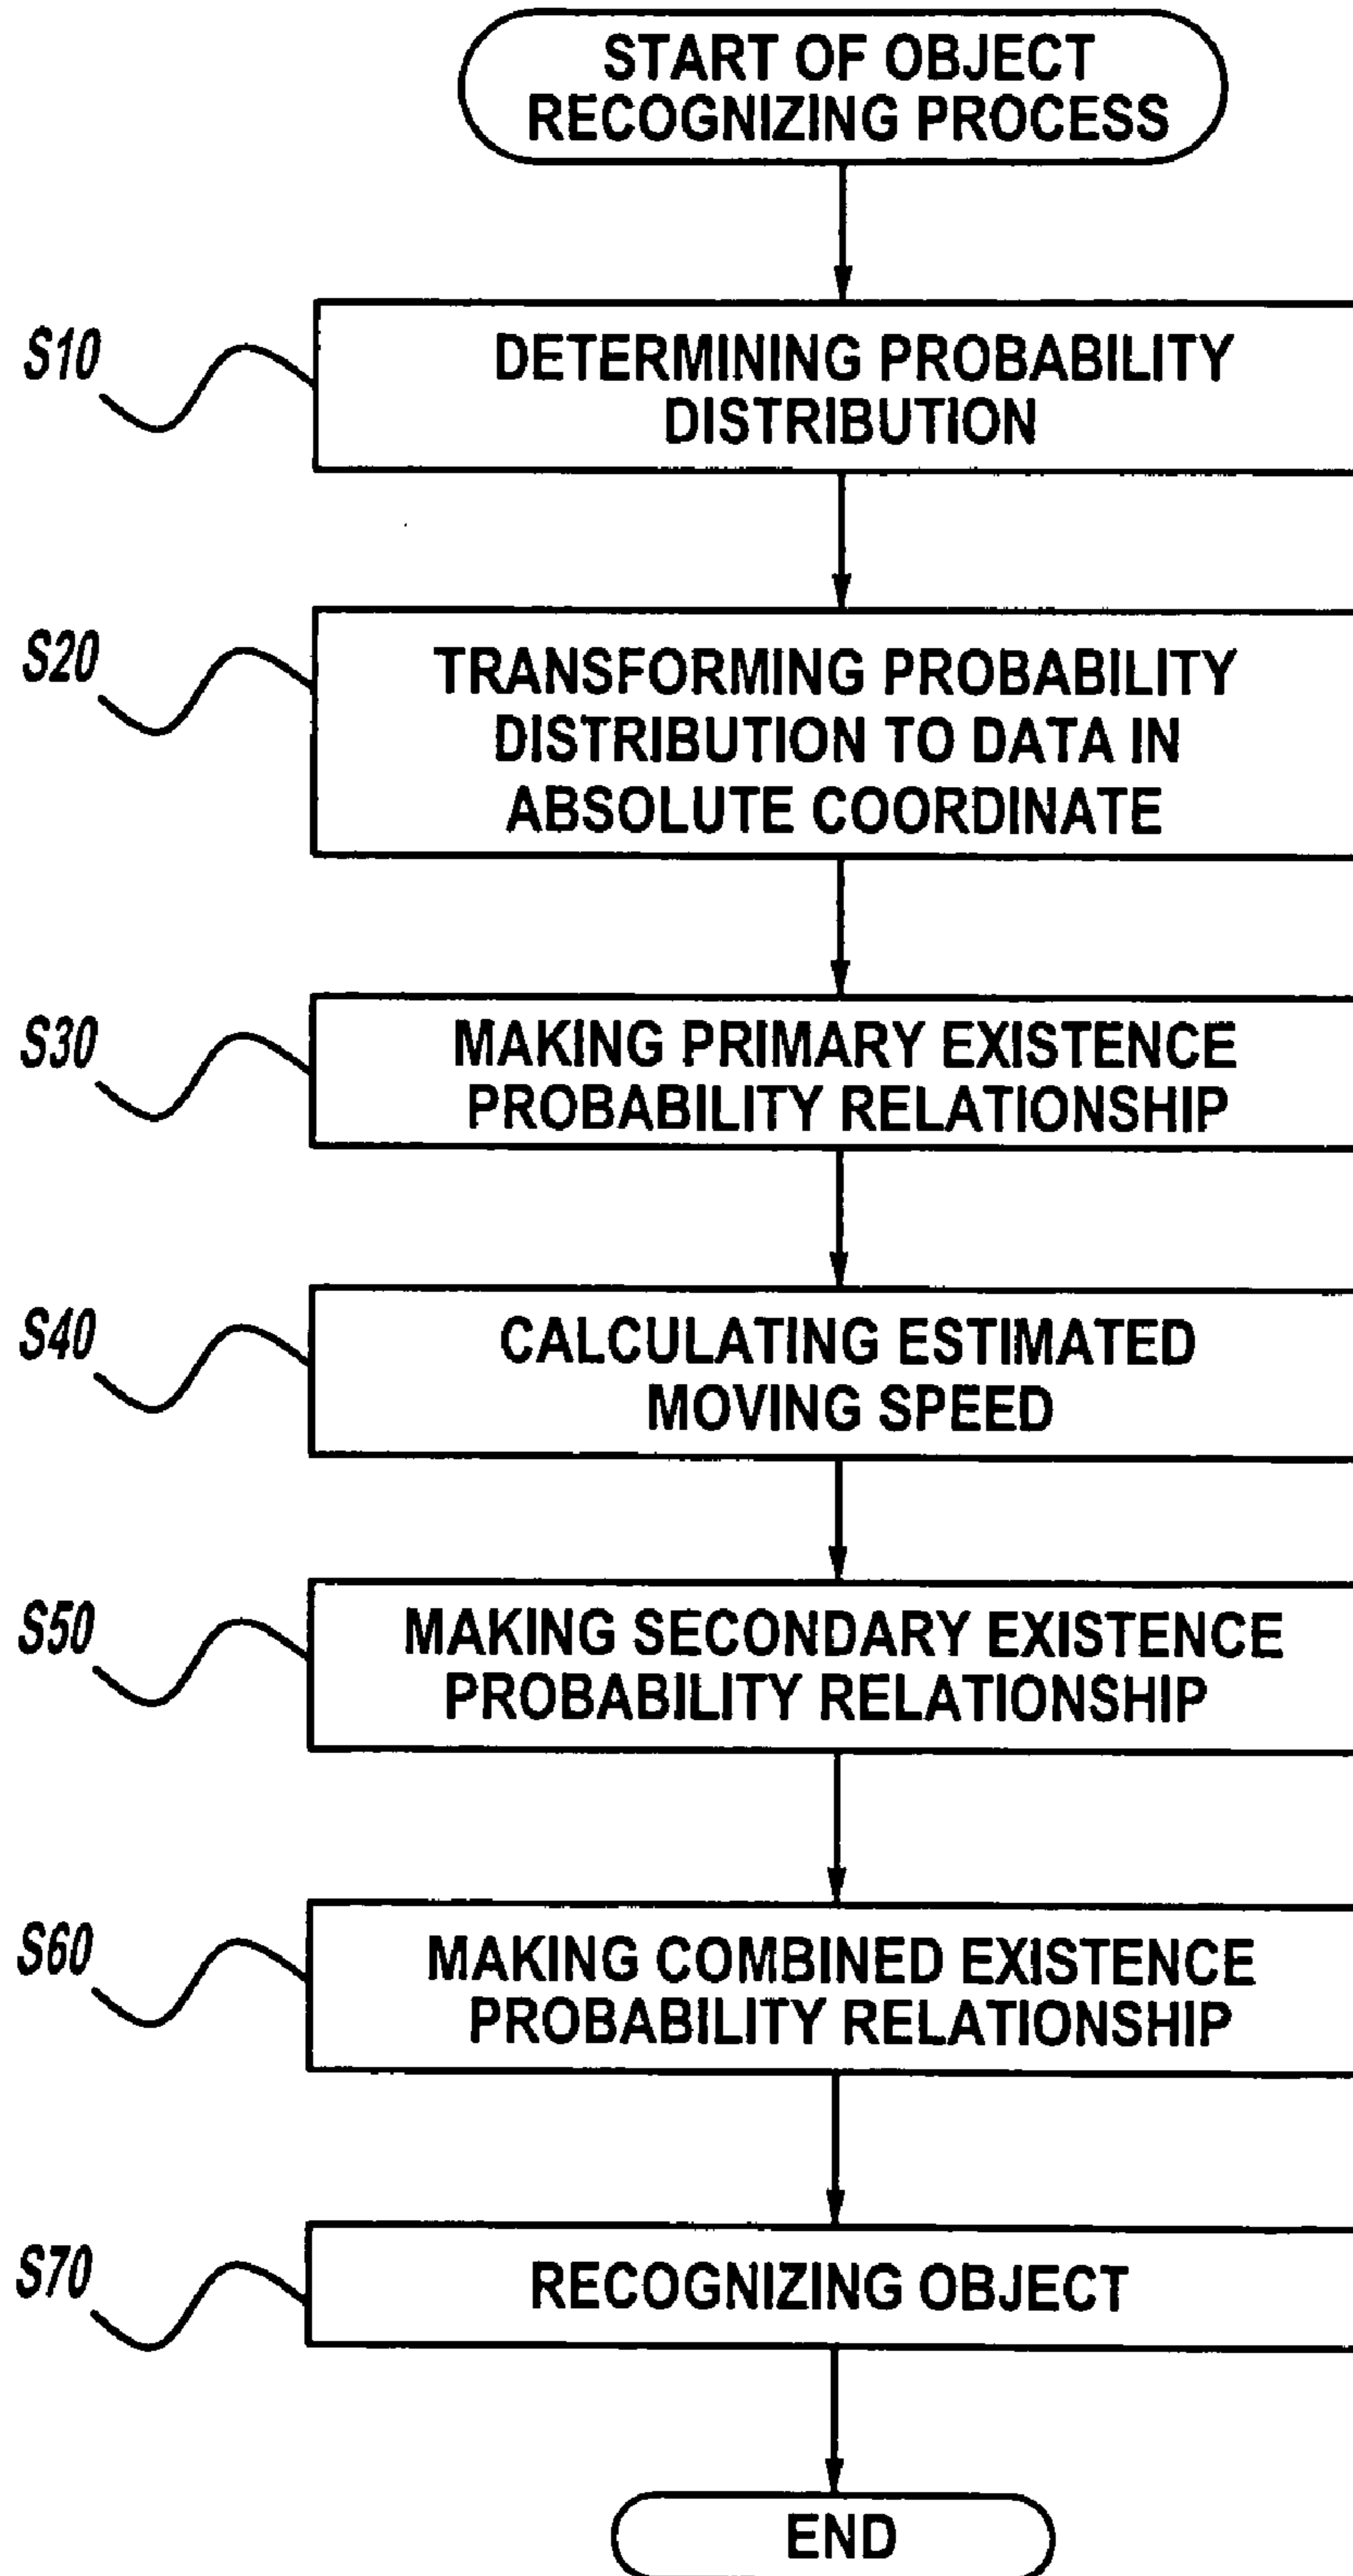 START OF OBJECT
RECOGNIZING PROCESS
S10
DETERMINING PROBABILITY
DISTRIBUTION
S20
TRANSFORMING PROBABILITY
DISTRIBUTION TO DATA IN
ABSOLUTE COORDINATE
S30
MAKING PRIMARY EXISTENCE
PROBABILITY RELATIONSHIP
S40
CALCULATING ESTIMATED
MOVING SPEED
S50
MAKING SECONDARY EXISTENCE
PROBABILITY RELATIONSHIP
S60
MAKING COMBINED EXISTENCE
PROBABILITY RELATIONSHIP
S70
RECOGNIZING OBJECT
END